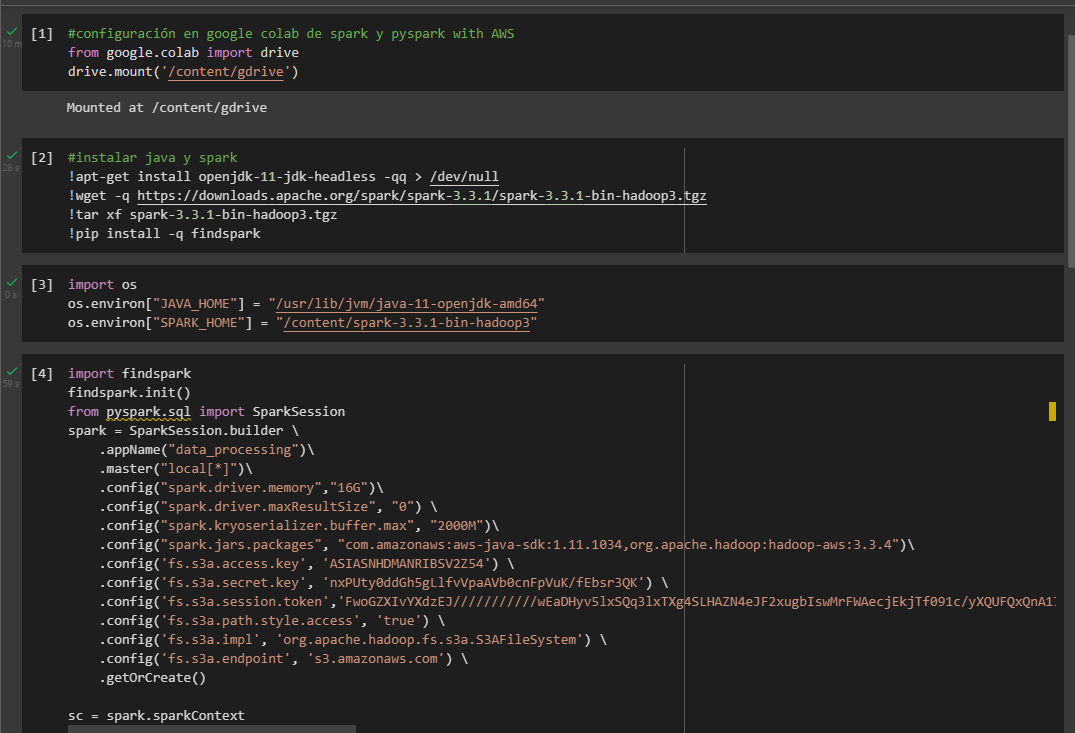 [1] #configuración en google colab de spark y pyspark with AWS
10 m
from google.colab import drive
drive.mount('/content/gdrive')
Mounted at /content/gdrive
[2] #instalar java y spark
28 s
!apt-get install openjdk-11-jdk-headless -qq > /dev/null
!wget -q https://downloads.apache.org/spark/spark-3.3.1/spark-3.3.1-bin-hadoop3.tgz
!tar xf spark-3.3.1-bin-hadoop3.tgz
!pip install -q findspark
[3] import os
0 s
os.environ["JAVA_HOME"] = "/usr/lib/jvm/java-11-openjdk-amd64"
os.environ["SPARK_HOME"] = "/content/spark-3.3.1-bin-hadoop3"
[4] import findspark
59 s
findspark.init()
from pyspark.sql import SparkSession
spark = SparkSession.builder \
.appName("data_processing")\
.master("local[*]")\
.config("spark.driver.memory","16G")\
.config("spark.driver.maxResultSize", "0") \
.config("spark.kryoserializer.buffer.max", "2000M")\
.config("spark.jars.packages", "com.amazonaws:aws-java-sdk:1.11.1034,org.apache.hadoop:hadoop-aws:3.3.4")\
.config('fs.s3a.access.key', 'ASIASNHDMANRIBSV2Z54') \
.config('fs.s3a.secret.key', 'nxPUty0ddGh5gLlfvVpaAVb0cnFpVuK/fEbsr3QK') \
.config('fs.s3a.session.token','FwoGZXIvYXdzEJ///////////wEaDHyv5lxSQq3lxTXg4SLHAZN4eJF2xugbIswMrFWAecjEkjTf091c/yXQUFQxQnA1
.config('fs.s3a.path.style.access', 'true') \
.config('fs.s3a.impl', 'org.apache.hadoop.fs.s3a.S3AFileSystem') \
.config('fs.s3a.endpoint', 's3.amazonaws.com') \
.getOrCreate()
sc = spark.sparkContext